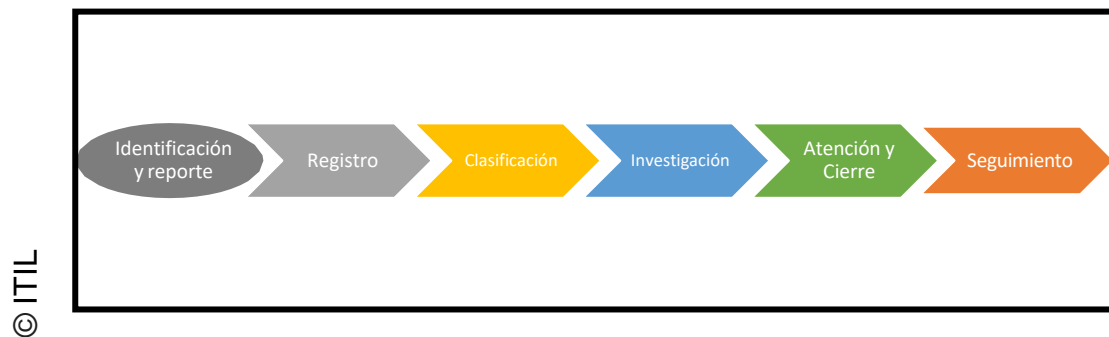 Identificación
y reporte
Registro
Clasificación
Investigación
Atención y
Cierre
Seguimiento
© ITIL